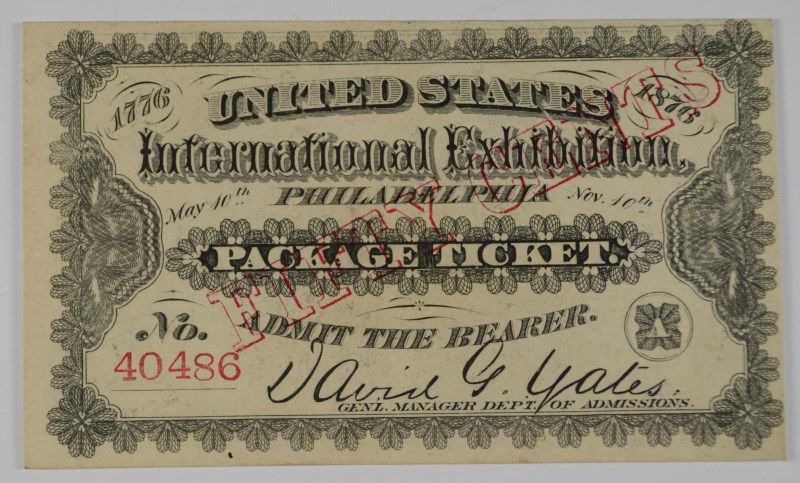 1776 UNITED STATES 1876
International Exhibition,
May 10th PHILADELPHIA Nov. 10th
PACKAGE TICKET.
FIFTY CENTS
ADMIT THE BEARER.
No.
40486
A
David G. Yates,
GENL. MANAGER DEPT. OF ADMISSIONS.